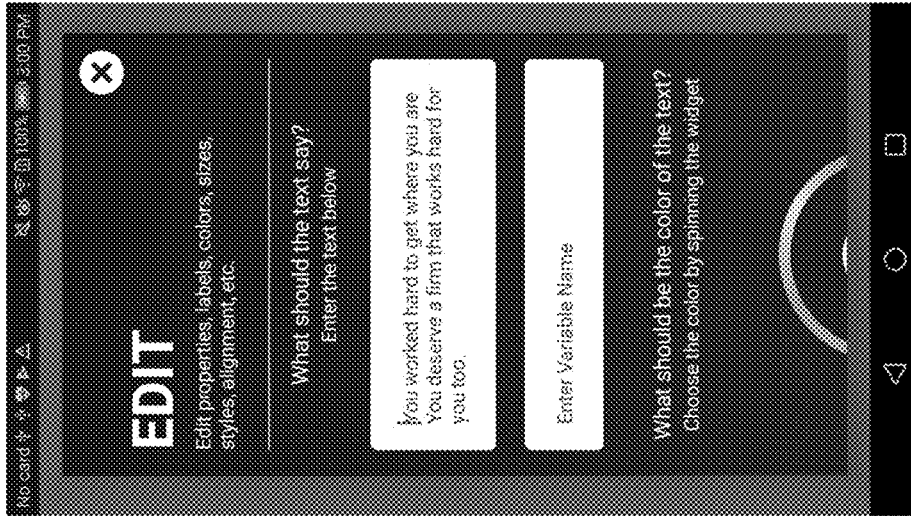 No card 100% 3:00 PM
EDIT
Edit properties, labels, colors, sizes,
styles, alignment, etc.
What should the text say?
Enter the text below
You worked hard to get where you are
You deserve a firm that works hard for
you too.
Enter Variable Name
What should be the color of the text?
Choose the color by spinning the widget